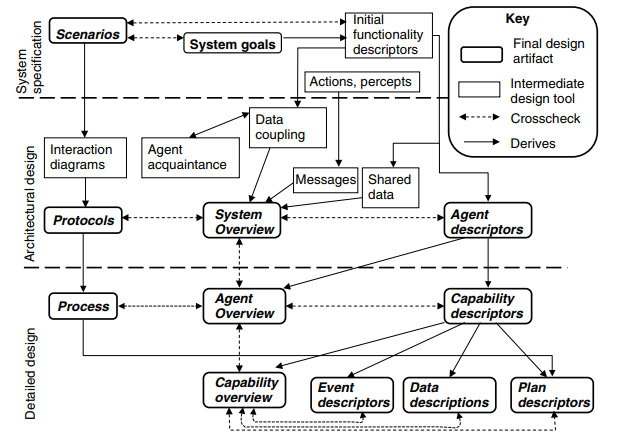 System
specification
Scenarios
System goals
Initial
functionality
descriptors
Key
Final design
artifact
Intermediate
design tool
Crosscheck
Derives
Actions, percepts
Architectural design
Interaction
diagrams
Agent
acquaintance
Data
coupling
Messages
Shared
data
Protocols
System
Overview
Agent
descriptors
Detailed design
Process
Agent
Overview
Capability
descriptors
Capability
overview
Event
descriptors
Data
descriptions
Plan
descriptors